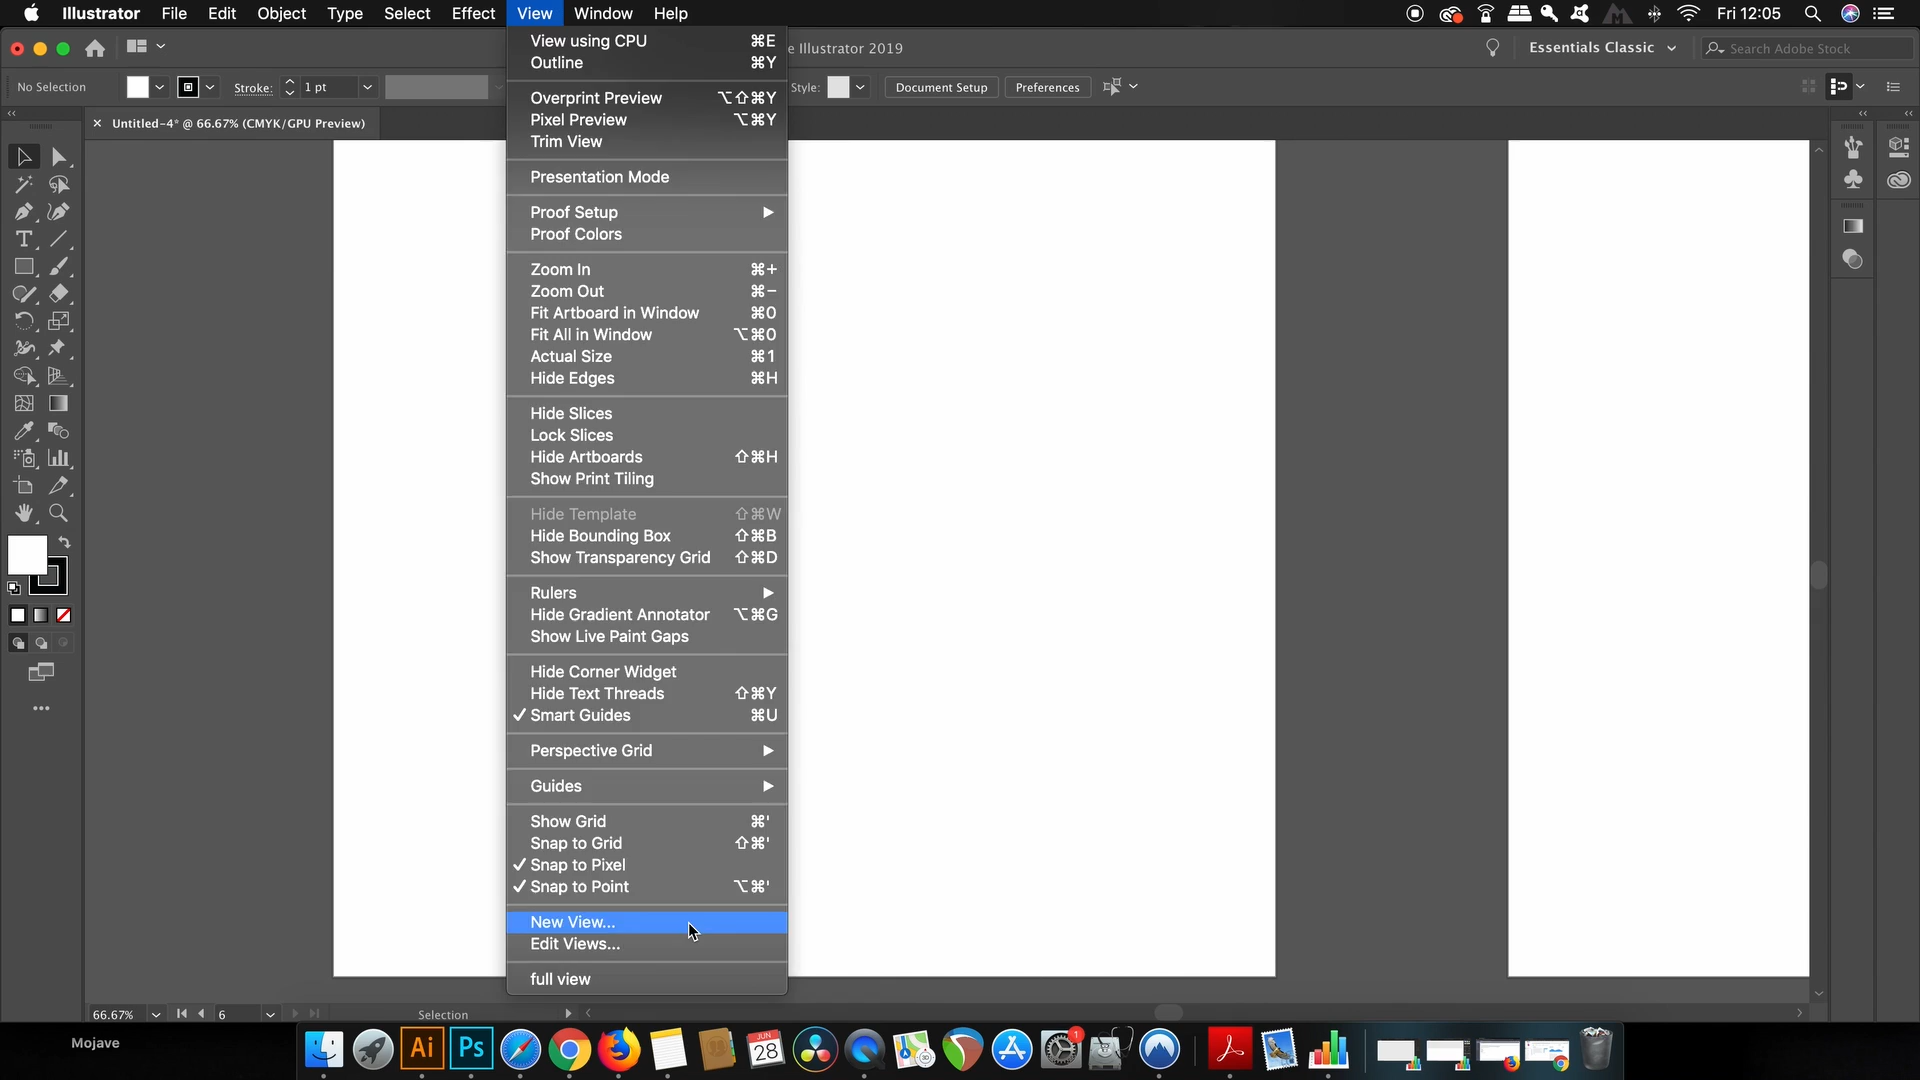 Illustrator File Edit Object Type Select Effect View Window Help Fri 12:05
e Illustrator 2019 Essentials Classic Search Adobe Stock
No Selection Stroke: 1 pt Style: Document Setup Preferences
× Untitled-4* @ 66.67% (CMYK/GPU Preview)
View using CPU ⌘E
Outline ⌘Y
Overprint Preview ⌥⇧⌘Y
Pixel Preview ⌥⌘Y
Trim View
Presentation Mode
Proof Setup
Proof Colors
Zoom In ⌘+
Zoom Out ⌘−
Fit Artboard in Window ⌘0
Fit All in Window ⌥⌘0
Actual Size ⌘1
Hide Edges ⌘H
Hide Slices
Lock Slices
Hide Artboards ⇧⌘H
Show Print Tiling
Hide Template ⇧⌘W
Hide Bounding Box ⇧⌘B
Show Transparency Grid ⇧⌘D
Rulers
Hide Gradient Annotator ⌥⌘G
Show Live Paint Gaps
Hide Corner Widget
Hide Text Threads ⇧⌘Y
✓ Smart Guides ⌘U
Perspective Grid
Guides
Show Grid ⌘'
Snap to Grid ⇧⌘'
✓ Snap to Pixel
✓ Snap to Point ⌥⌘'
New View...
Edit Views...
full view
66.67% 6 Selection
Mojave
Ai Ps JUN 28 1